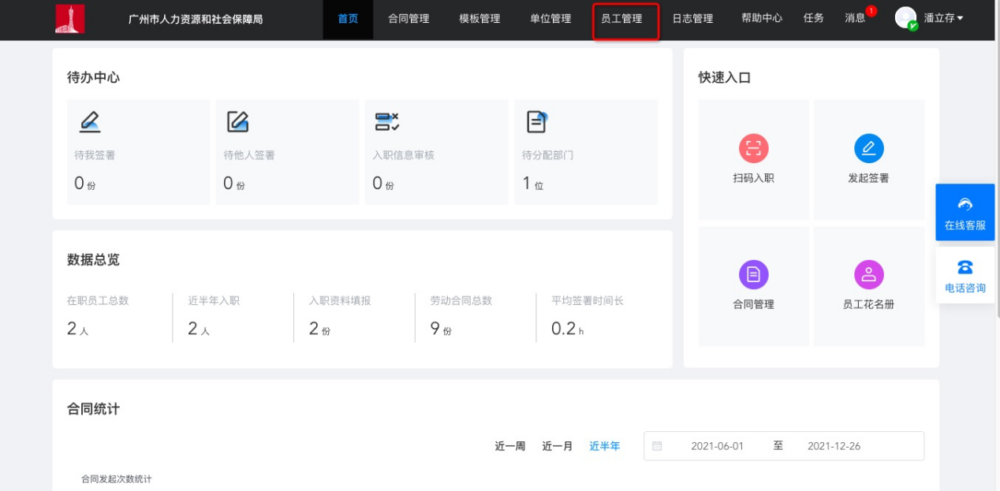 广州市人力资源和社会保障局 首页 合同管理 模板管理 单位管理 员工管理 日志管理 帮助中心 任务 消息 1 潘立存
待办中心
待我签署 待他人签署 入职信息审核 待分配部门
0 份 0 份 0 份 1 位
快速入口
扫码入职 发起签署
合同管理 员工花名册
在线客服
电话咨询
数据总览
在职员工总数 近半年入职 入职资料填报 劳动合同总数 平均签署时间长
2 人 2 人 2 份 9 份 0.2 h
合同统计
近一周 近一月 近半年 2021-06-01 至 2021-12-26
合同发起次数统计